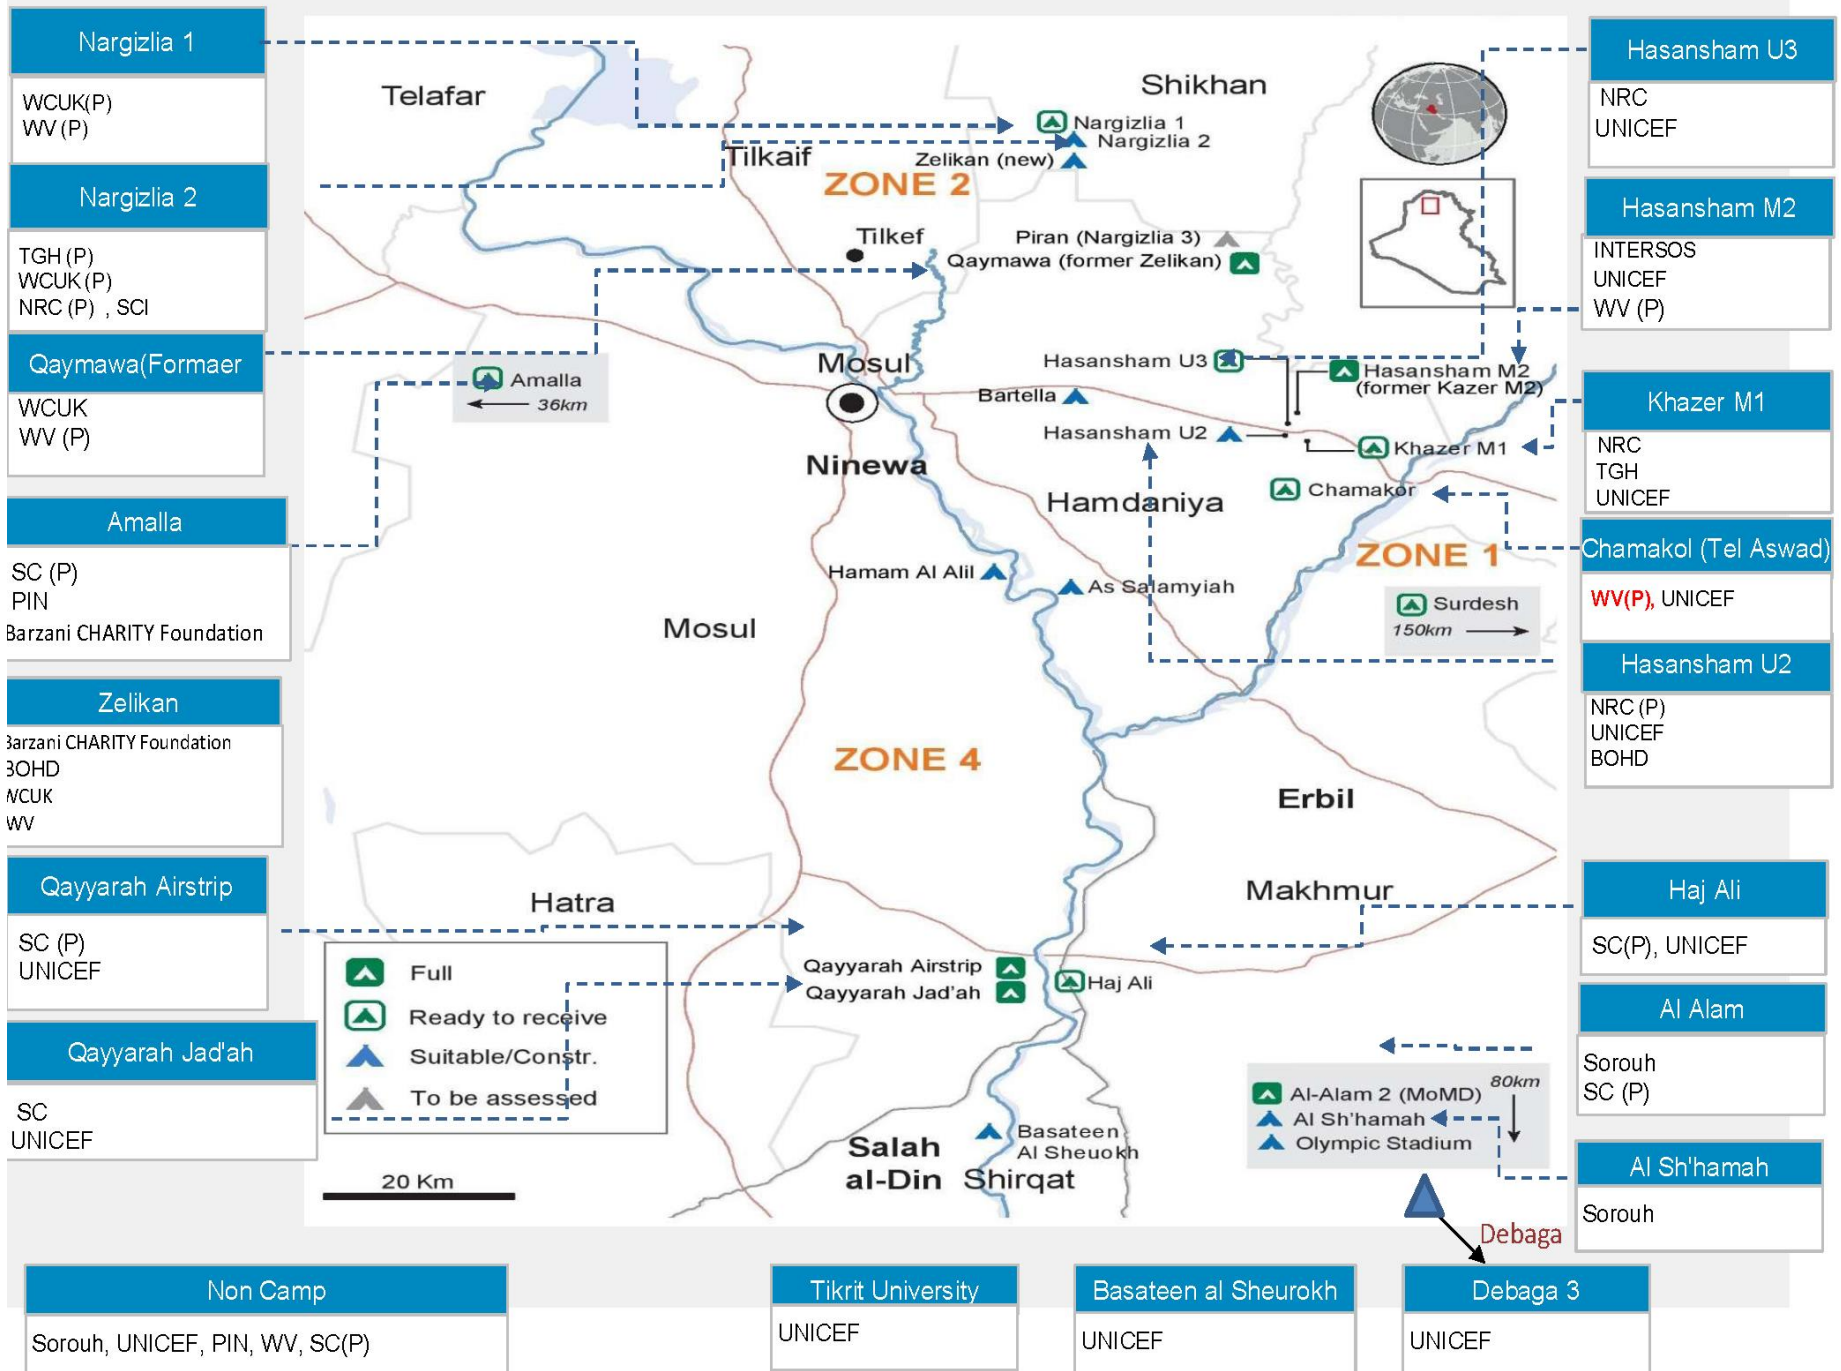 Nargizlia 1
WCUK(P)
WV (P)
Nargizlia 2
TGH (P)
WCUK (P)
NRC (P) , SCI
Qaymawa(Formaer
WCUK
WV (P)
Amalla
SC (P)
PIN
Barzani CHARITY Foundation
Zelikan
Barzani CHARITY Foundation
BOHD
WCUK
WV
Qayyarah Airstrip
SC (P)
UNICEF
Qayyarah Jad'ah
SC
UNICEF
Telafar
Shikhan
Nargizlia 1
Nargizlia 2
Zelikan (new)
Tilkaif
ZONE 2
Tilkef
Piran (Nargizlia 3)
Qaymawa (former Zelikan)
Amalla
36km
Mosul
Hasansham U3
Hasansham M2
(former Kazer M2)
Bartella
Hasansham U2
Khazer M1
Ninewa
Chamakor
Hamdaniya
ZONE 1
Hamam Al Alil
As Salamyiah
Surdesh
150km
Mosul
ZONE 4
Erbil
Makhmur
Hatra
Qayyarah Airstrip
Qayyarah Jad'ah
Haj Ali
Full
Ready to receive
Suitable/Constr.
To be assessed
20 Km
Al-Alam 2 (MoMD)
80km
Al Sh'hamah
Olympic Stadium
Basateen
Al Sheuokh
Salah
al-Din
Shirqat
Debaga
Hasansham U3
NRC
UNICEF
Hasansham M2
INTERSOS
UNICEF
WV (P)
Khazer M1
NRC
TGH
UNICEF
Chamakol (Tel Aswad)
WV(P), UNICEF
Hasansham U2
NRC (P)
UNICEF
BOHD
Haj Ali
SC(P), UNICEF
Al Alam
Sorouh
SC (P)
Al Sh'hamah
Sorouh
Non Camp
Sorouh, UNICEF, PIN, WV, SC(P)
Tikrit University
UNICEF
Basateen al Sheurokh
UNICEF
Debaga 3
UNICEF